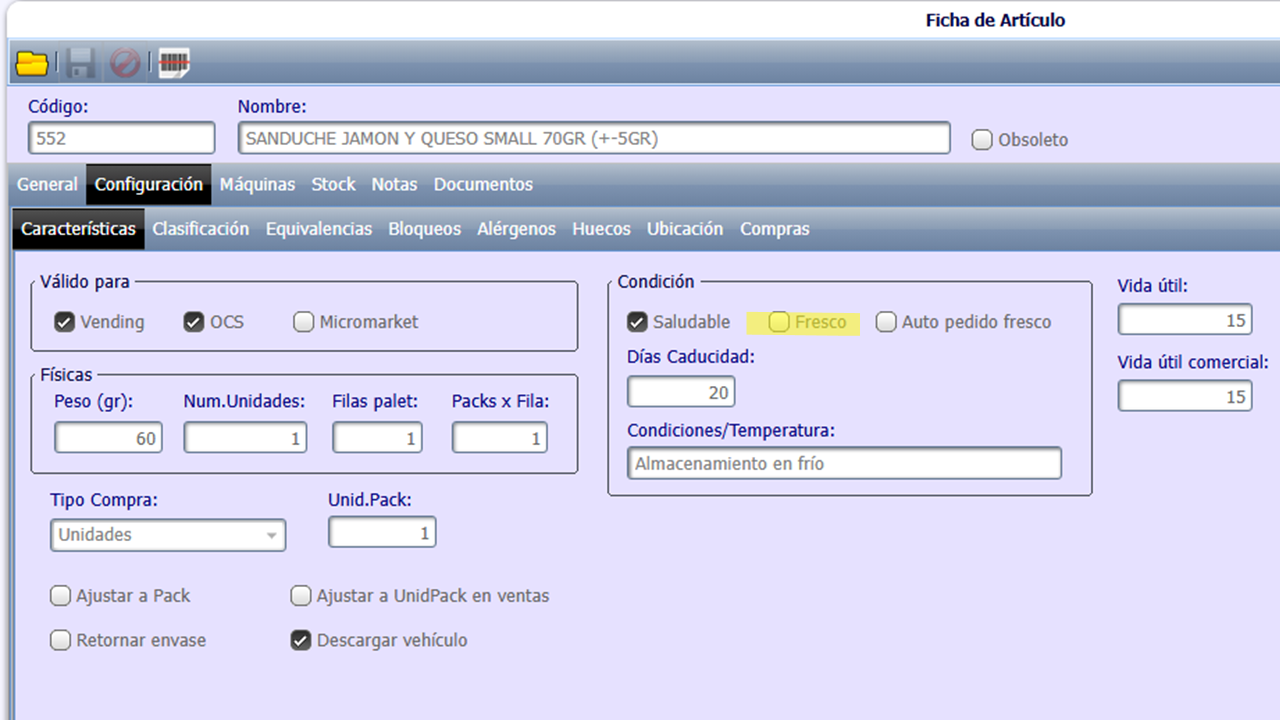 Ficha de Artículo
Código: Nombre:
552 SANDUCHE JAMON Y QUESO SMALL 70GR (+-5GR) Obsoleto
General Configuración Máquinas Stock Notas Documentos
Características Clasificación Equivalencias Bloqueos Alérgenos Huecos Ubicación Compras
Válido para
Vending OCS Micromarket
Físicas
Peso (gr): Num.Unidades: Filas palet: Packs x Fila:
60 1 1 1
Tipo Compra: Unid.Pack:
Unidades 1
Ajustar a Pack Ajustar a UnidPack en ventas
Retornar envase Descargar vehículo
Condición
Saludable Fresco Auto pedido fresco
Días Caducidad:
20
Condiciones/Temperatura:
Almacenamiento en frío
Vida útil:
15
Vida útil comercial:
15